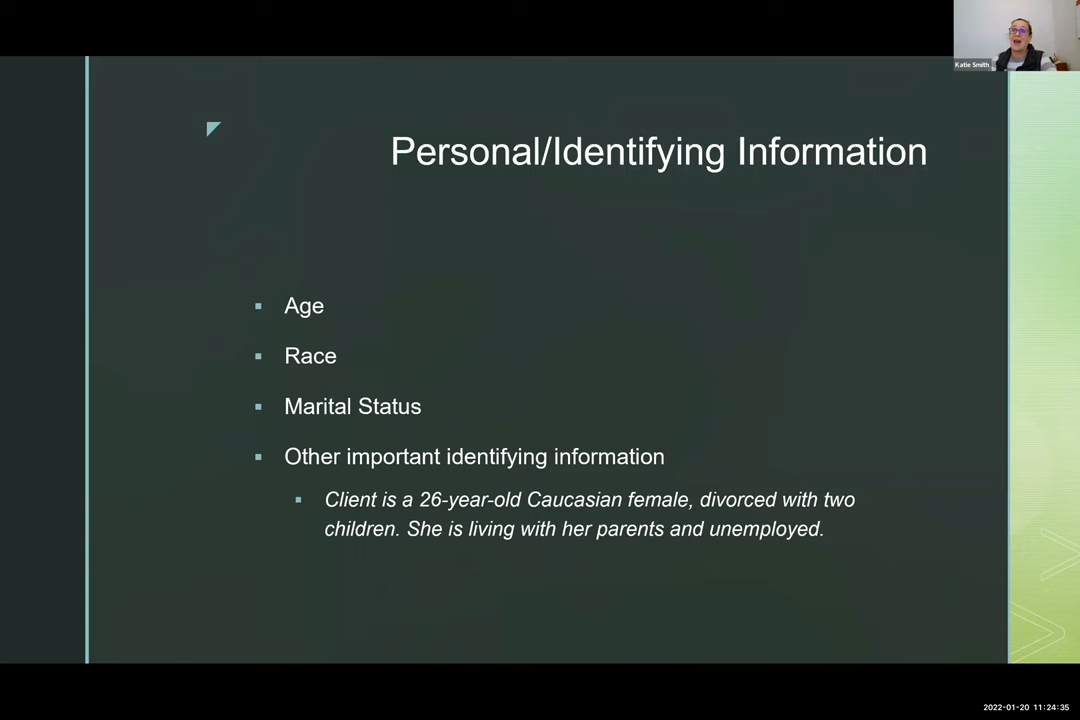 Katie Smith
Personal/Identifying Information
Age
Race
Marital Status
Other important identifying information
Client is a 26-year-old Caucasian female, divorced with two
children. She is living with her parents and unemployed.
2022-01-20 11:24:35